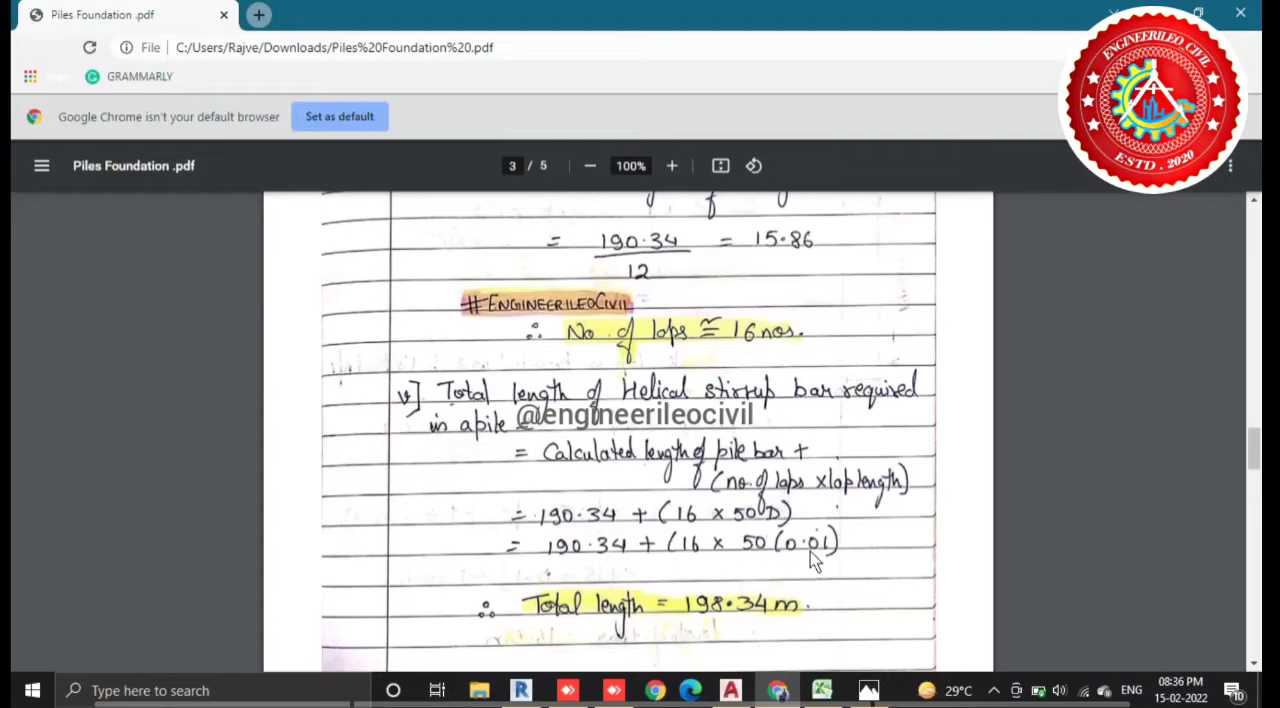 Piles Foundation .pdf
File C:/Users/Rajve/Downloads/Piles%20Foundation%20.pdf
GRAMMARLY
Google Chrome isn't your default browser Set as default
Piles Foundation .pdf 3 / 5 100%
ENGINEERILEO CIVIL
ESTD . 2020
= 190.34 / 12 = 15.86
#ENGINEERILEOCIVIL
∴ No. of laps ≅ 16 nos.
v] Total length of Helical stirrup bar required
in a pile @engineerileocivil
= Calculated length of pile bar +
(no. of laps x lap length)
= 190.34 + (16 x 50D)
= 190.34 + (16 x 50 (0.01)
∴ Total length = 198.34 m.
Type here to search
29°C ENG 08:36 PM
15-02-2022
10